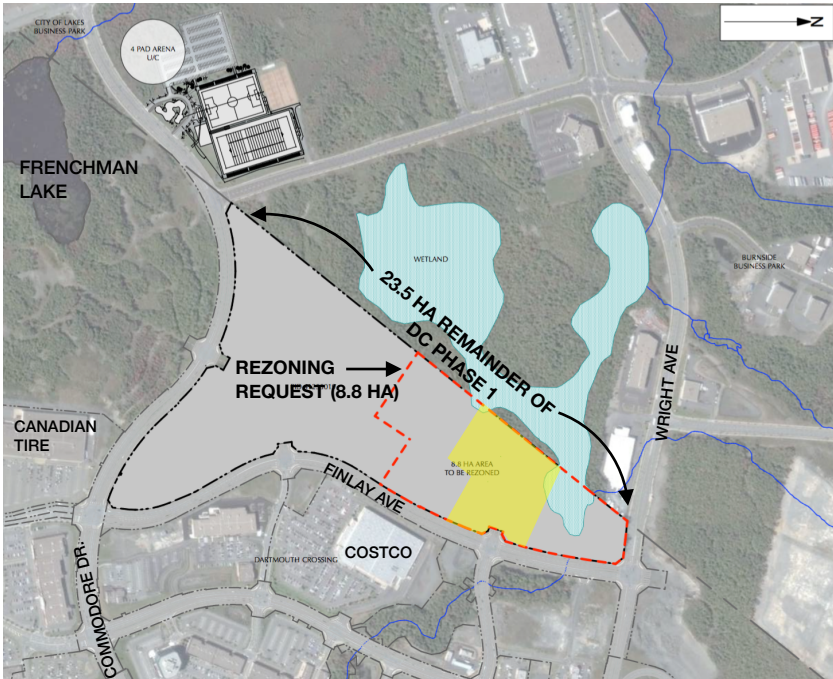 CITY OF LAKES
BUSINESS PARK
4 PAD ARENA
U/C
N
FRENCHMAN
LAKE
WETLAND
BURNSIDE
BUSINESS PARK
23.5 HA REMAINDER OF
DC PHASE 1
REZONING
REQUEST (8.8 HA)
WRIGHT AVE
CANADIAN
TIRE
8.8 HA AREA
TO BE REZONED
FINLAY AVE
COSTCO
DARTMOUTH CROSSING
COMMODORE DR.